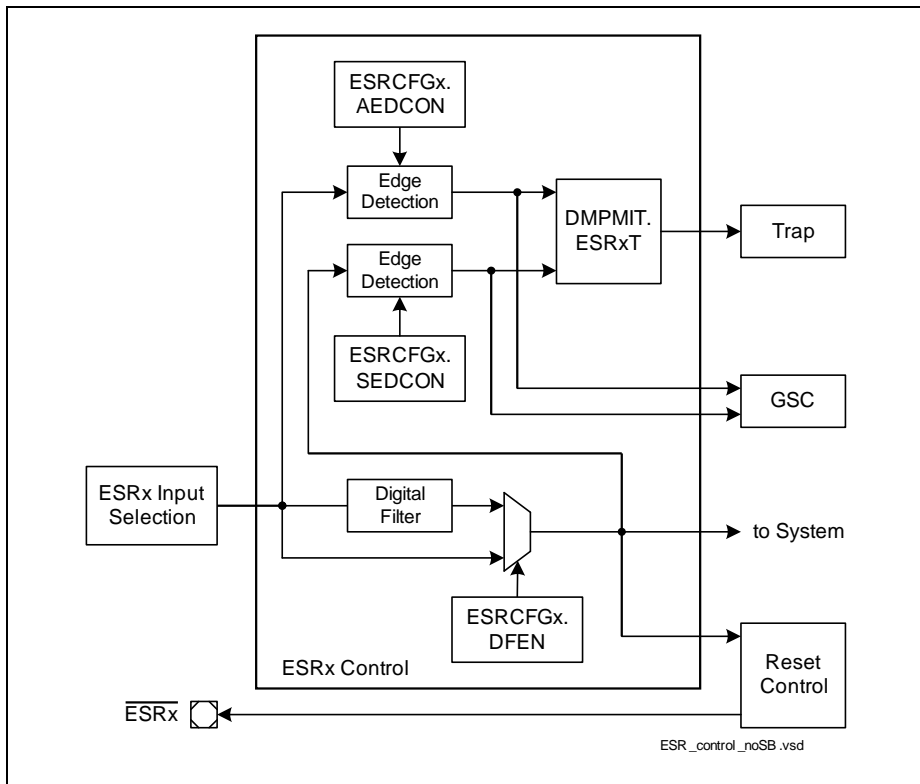 ESRCFGx.
AEDCON
Edge
Detection
DMPMIT.
ESRxT
Trap
Edge
Detection
ESRCFGx.
SEDCON
GSC
ESRx Input
Selection
Digital
Filter
to System
ESRCFGx.
DFEN
ESRx Control
Reset
Control
ESRx
ESR_control_noSB.vsd